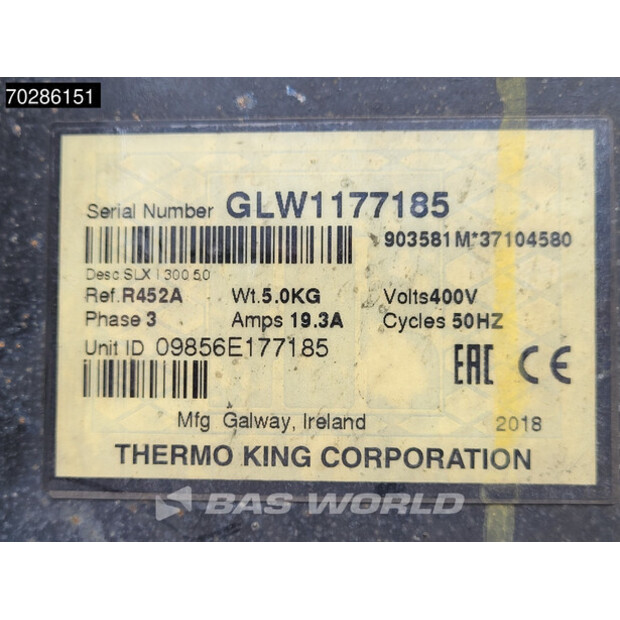 70286151
Serial Number GLW1177185
903581M*37104580
Desc SLX I 300 50
Ref.R452A Wt.5.0KG Volts400V
Phase 3 Amps 19.3A Cycles 50HZ
Unit ID 09856E177185
EAC CE
Mfg Galway, Ireland 2018
THERMO KING CORPORATION
BAS WORLD